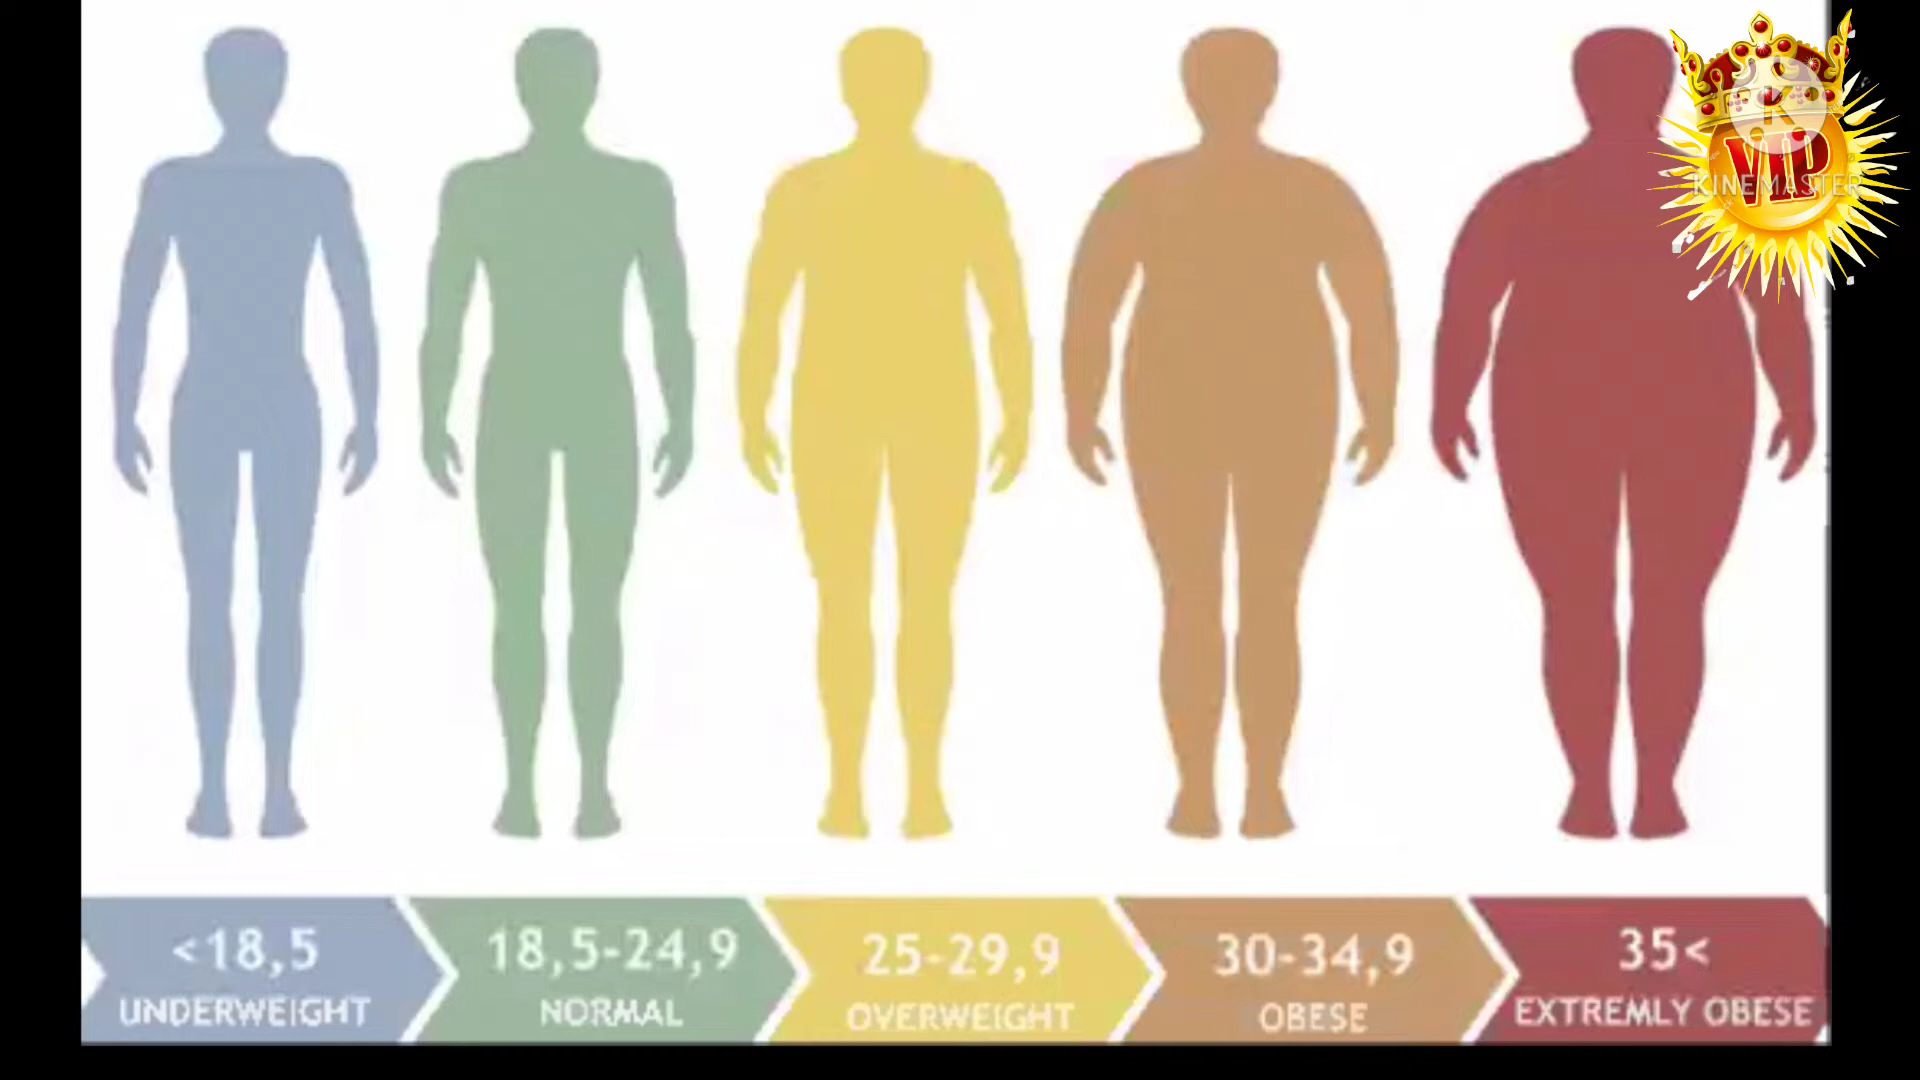 K
VIP
KINEMASTER
<18,5
UNDERWEIGHT
18,5-24,9
NORMAL
25-29,9
OVERWEIGHT
30-34,9
OBESE
35<
EXTREMLY OBESE